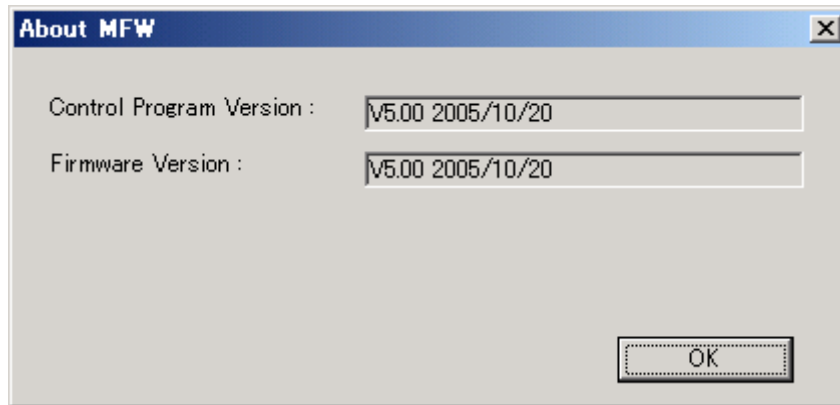 About MFW
Control Program Version : V5.00 2005/10/20
Firmware Version : V5.00 2005/10/20
OK